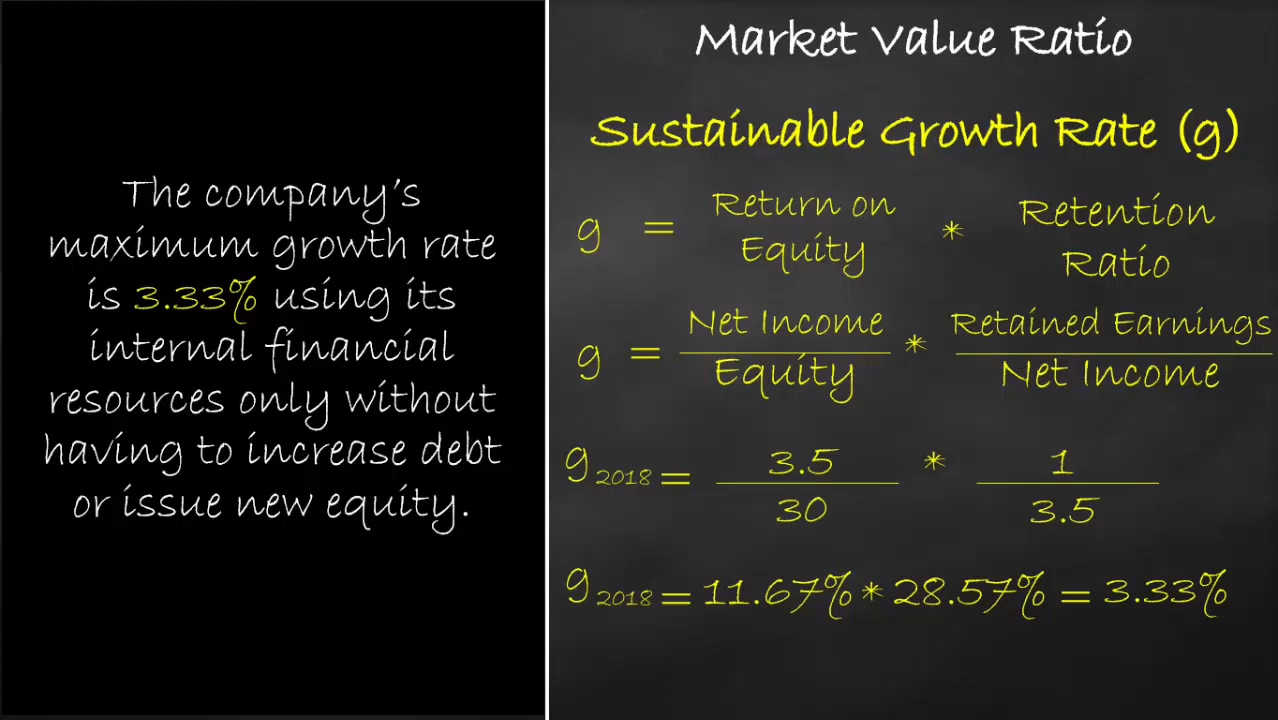 The company's
maximum growth rate
is 3.33% using its
internal financial
resources only without
having to increase debt
or issue new equity.
Market Value Ratio
Sustainable Growth Rate (g)
g = Return on Equity * Retention Ratio
g = Net Income / Equity * Retained Earnings / Net Income
g 2018 = 3.5 / 30 * 1 / 3.5
g 2018 = 11.67% * 28.57% = 3.33%